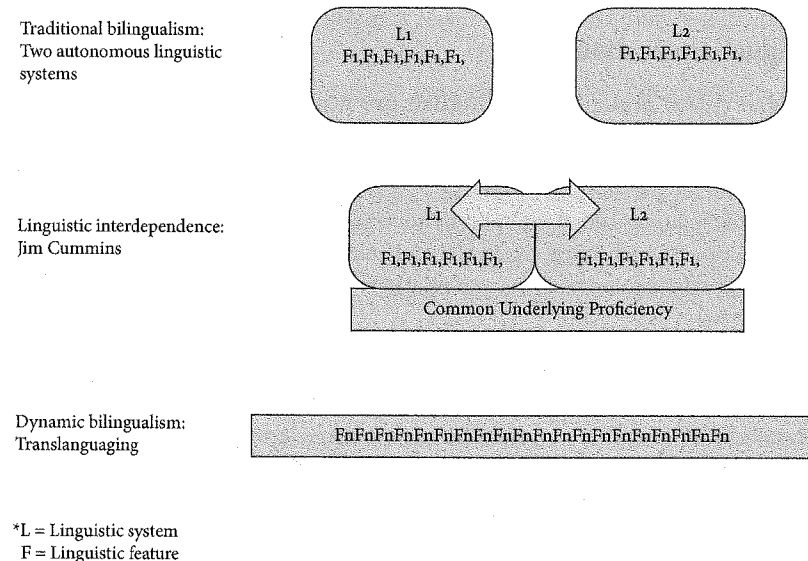 Traditional bilingualism:
Two autonomous linguistic
systems
L1
F1,F1,F1,F1,F1,F1,
L2
F1,F1,F1,F1,F1,F1,
Linguistic interdependence:
Jim Cummins
L1
L2
F1,F1,F1,F1,F1,F1,
F1,F1,F1,F1,F1,F1,
Common Underlying Proficiency
Dynamic bilingualism:
Translanguaging
FnFnFnFnFnFnFnFnFnFnFnFnFnFnFnFnFnFnFnFn
*L = Linguistic system
F = Linguistic feature